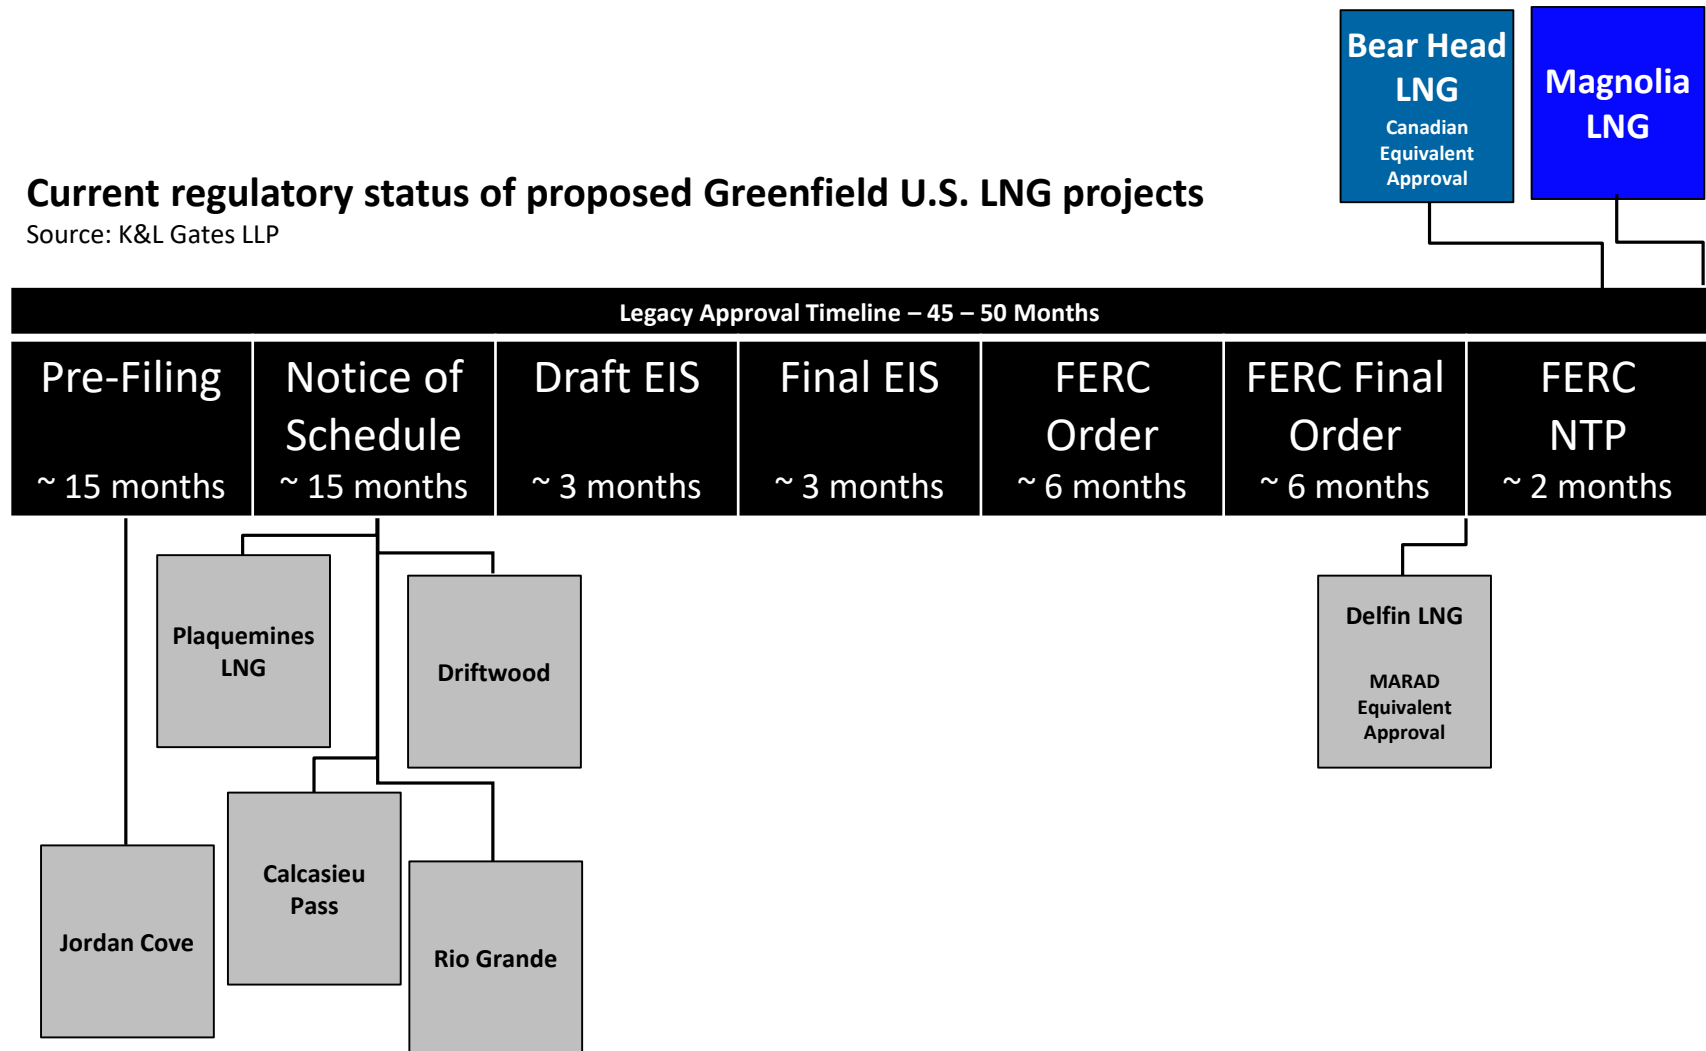 Bear Head
LNG
Canadian
Equivalent
Approval
Magnolia
LNG
Current regulatory status of proposed Greenfield U.S. LNG projects
Source: K&L Gates LLP
Legacy Approval Timeline – 45 – 50 Months
Pre-Filing
~ 15 months
Notice of
Schedule
~ 15 months
Draft EIS
~ 3 months
Final EIS
~ 3 months
FERC
Order
~ 6 months
FERC Final
Order
~ 6 months
FERC
NTP
~ 2 months
Plaquemines
LNG
Driftwood
Delfin LNG
MARAD
Equivalent
Approval
Calcasieu
Pass
Jordan Cove
Rio Grande